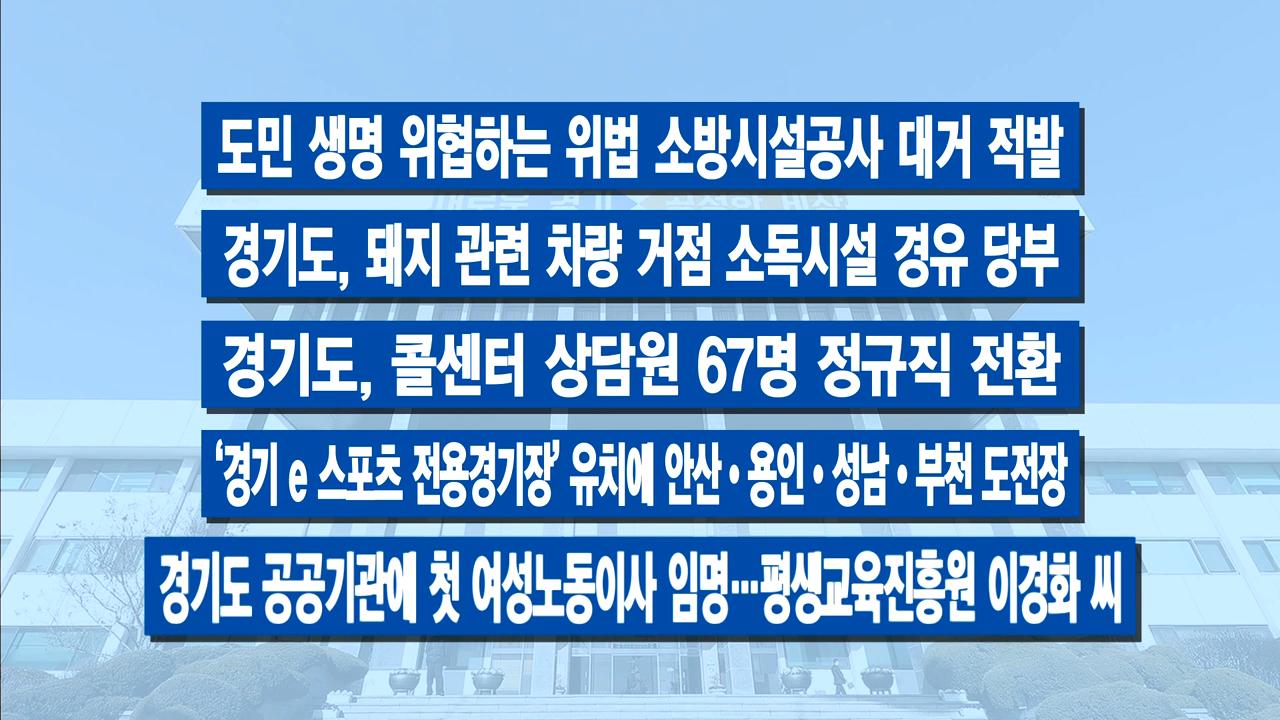 도민 생명 위협하는 위법 소방시설공사 대거 적발
경기도, 돼지 관련 차량 거점 소독시설 경유 당부
경기도, 콜센터 상담원 67명 정규직 전환
‘경기 e 스포츠 전용경기장’ 유치에 안산·용인·성남·부천 도전장
경기도 공공기관에 첫 여성노동이사 임명…평생교육진흥원 이경화 씨